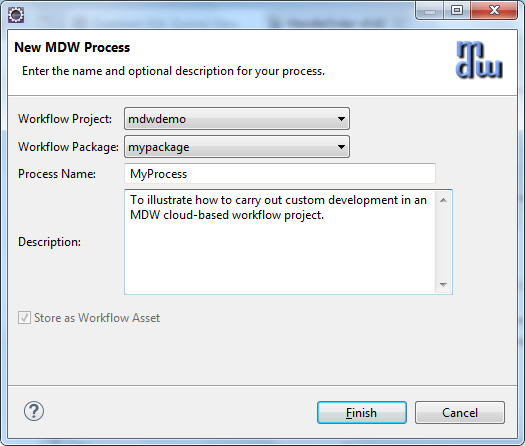 New MDW Process
Enter the name and optional description for your process.
mdw
Workflow Project: mdwdemo
Workflow Package: mypackage
Process Name: MyProcess
To illustrate how to carry out custom development in an
MDW cloud-based workflow project.
Description:
Store as Workflow Asset
? Finish Cancel